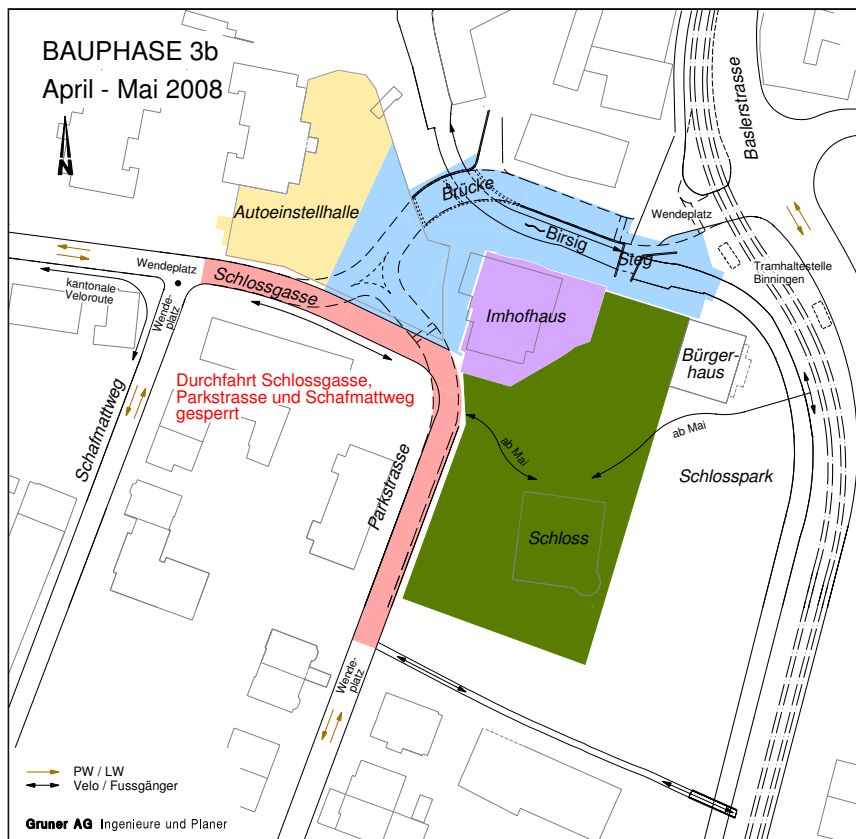 BAUPHASE 3b
April - Mai 2008
N
Baslerstrasse
Brücke
Autoeinstellhalle
Wendeplatz
Birsig
Steg
Wendeplatz
Schlossgasse
Tramhaltestelle
Binningen
kantonale
Veloroute
Wende-
platz
Imhofhaus
Bürger-
haus
Durchfahrt Schlossgasse,
Parkstrasse und Schafmattweg
gesperrt
Schafmattweg
ab Mai
ab Mai
Parkstrasse
Schlosspark
Schloss
Wende-
platz
PW / LW
Velo / Fussgänger
Gruner AG Ingenieure und Planer